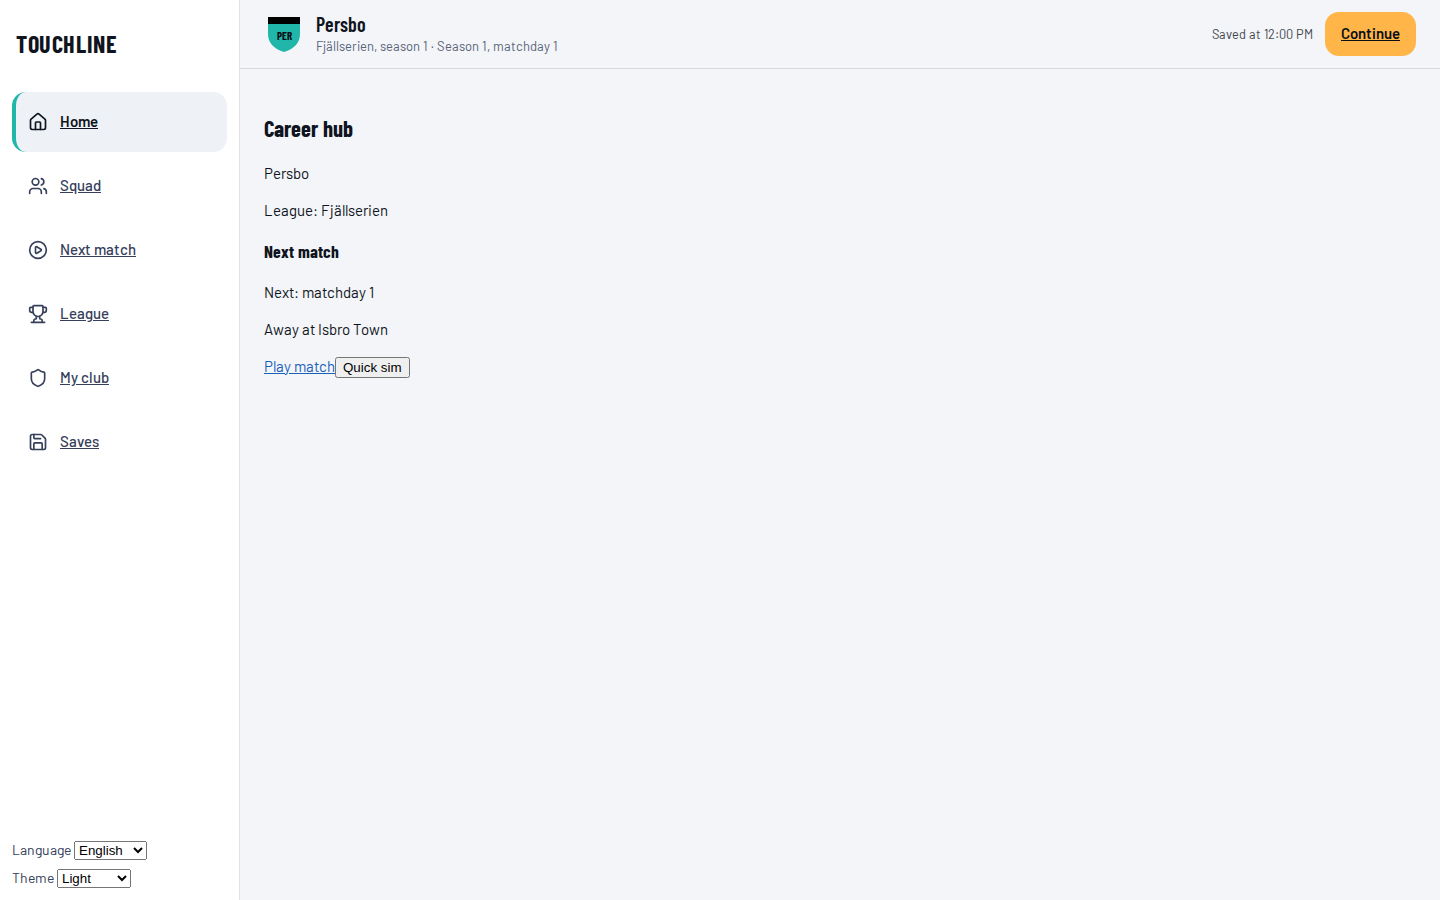 TOUCHLINE
Home
Squad
Next match
League
My club
Saves
Language English
Theme Light
PER
Persbo
Fjällserien, season 1 · Season 1, matchday 1
Saved at 12:00 PM
Continue
Career hub
Persbo
League: Fjällserien
Next match
Next: matchday 1
Away at Isbro Town
Play match Quick sim